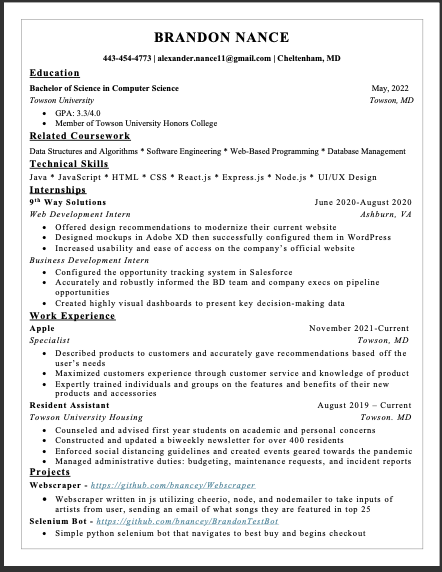 BRANDON NANCE
443-454-4773 | alexander.nance11@gmail.com | Cheltenham, MD
Education
Bachelor of Science in Computer Science May, 2022
Towson University Towson, MD
• GPA: 3.3/4.0
• Member of Towson University Honors College
Related Coursework
Data Structures and Algorithms * Software Engineering * Web-Based Programming * Database Management
Technical Skills
Java * JavaScript * HTML * CSS * React.js * Express.js * Node.js * UI/UX Design
Internships
9th Way Solutions June 2020-August 2020
Web Development Intern Ashburn, VA
• Offered design recommendations to modernize their current website
• Designed mockups in Adobe XD then successfully configured them in WordPress
• Increased usability and ease of access on the company's official website
Business Development Intern
• Configured the opportunity tracking system in Salesforce
• Accurately and robustly informed the BD team and company execs on pipeline
opportunities
• Created highly visual dashboards to present key decision-making data
Work Experience
Apple November 2021-Current
Specialist Towson, MD
• Described products to customers and accurately gave recommendations based off the
user's needs
• Maximized customers experience through customer service and knowledge of product
• Expertly trained individuals and groups on the features and benefits of their new
products and accessories
Resident Assistant August 2019 – Current
Towson University Housing Towson. MD
• Counseled and advised first year students on academic and personal concerns
• Constructed and updated a biweekly newsletter for over 400 residents
• Enforced social distancing guidelines and created events geared towards the pandemic
• Managed administrative duties: budgeting, maintenance requests, and incident reports
Projects
Webscraper - https://github.com/bnancey/Webscraper
• Webscraper written in js utilizing cheerio, node, and nodemailer to take inputs
of artists from user, sending an email of what songs they are featured in top 25
Selenium Bot - https://github.com/bnancey/BrandonTestBot
• Simple python selenium bot that navigates to best buy and begins checkout